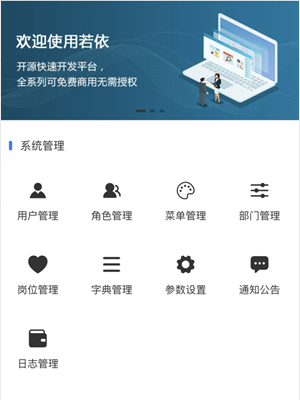 欢迎使用若依
开源快速开发平台，
全系列可免费商用无需授权
系统管理
用户管理
角色管理
菜单管理
部门管理
岗位管理
字典管理
参数设置
通知公告
日志管理